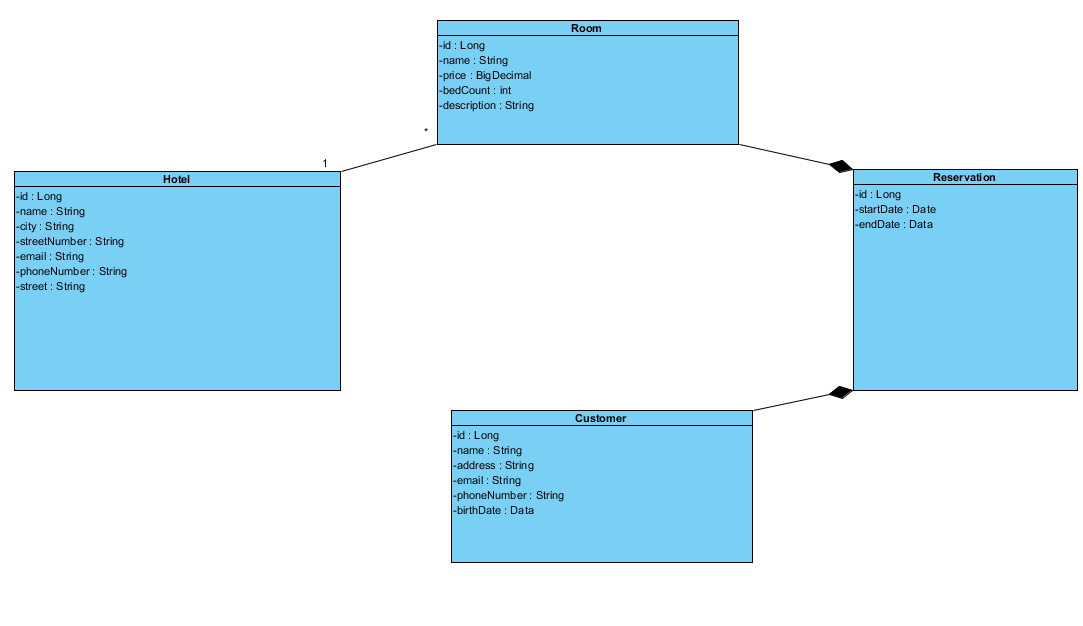 Room
-id : Long
-name : String
-price : BigDecimal
-bedCount : int
-description : String
*
1
Hotel
-id : Long
-name : String
-city : String
-streetNumber : String
-email : String
-phoneNumber : String
-street : String
Reservation
-id : Long
-startDate : Date
-endDate : Data
Customer
-id : Long
-name : String
-address : String
-email : String
-phoneNumber : String
-birthDate : Data